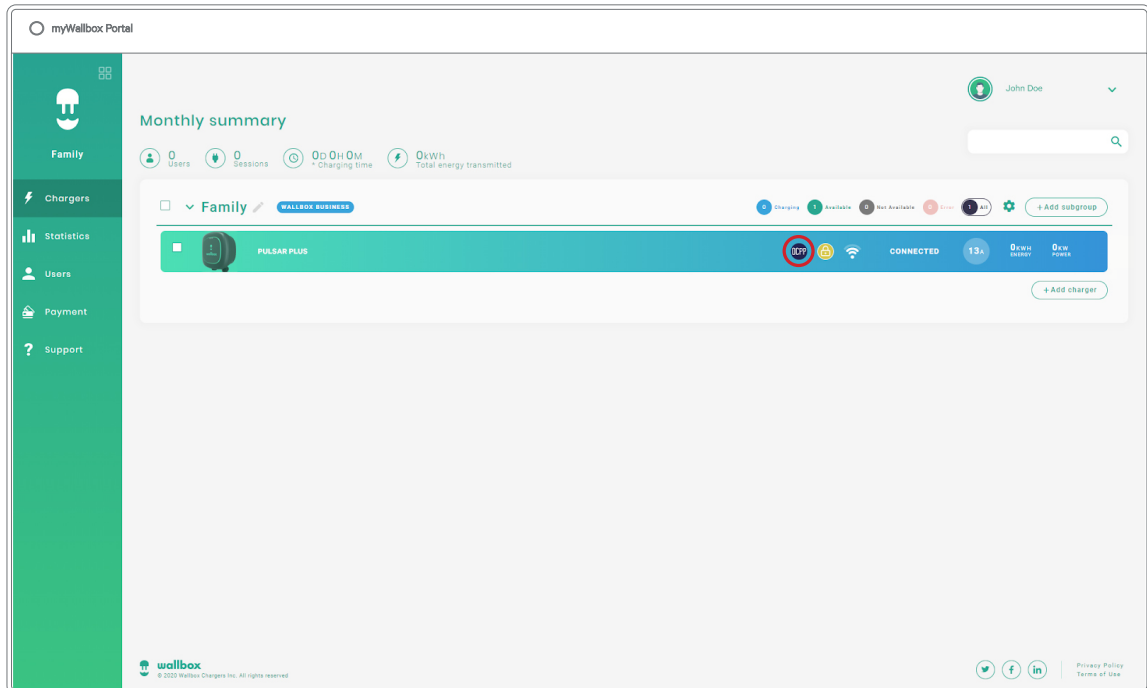 myWallbox Portal
John Doe
Monthly summary
Family
0 Users
0 Sessions
0D 0H 0M
* Charging time
0kWh
Total energy transmitted
Chargers
Statistics
Users
Payment
Support
Family
WALLBOX BUSINESS
0 Charging
1 Available
0 Not Available
0 Error
1 All
+ Add subgroup
PULSAR PLUS
OCPP
CONNECTED
13A
0KWH
ENERGY
0KW
POWER
+ Add charger
wallbox
© 2020 Wallbox Chargers Inc. All rights reserved.
Privacy Policy
Terms of Use